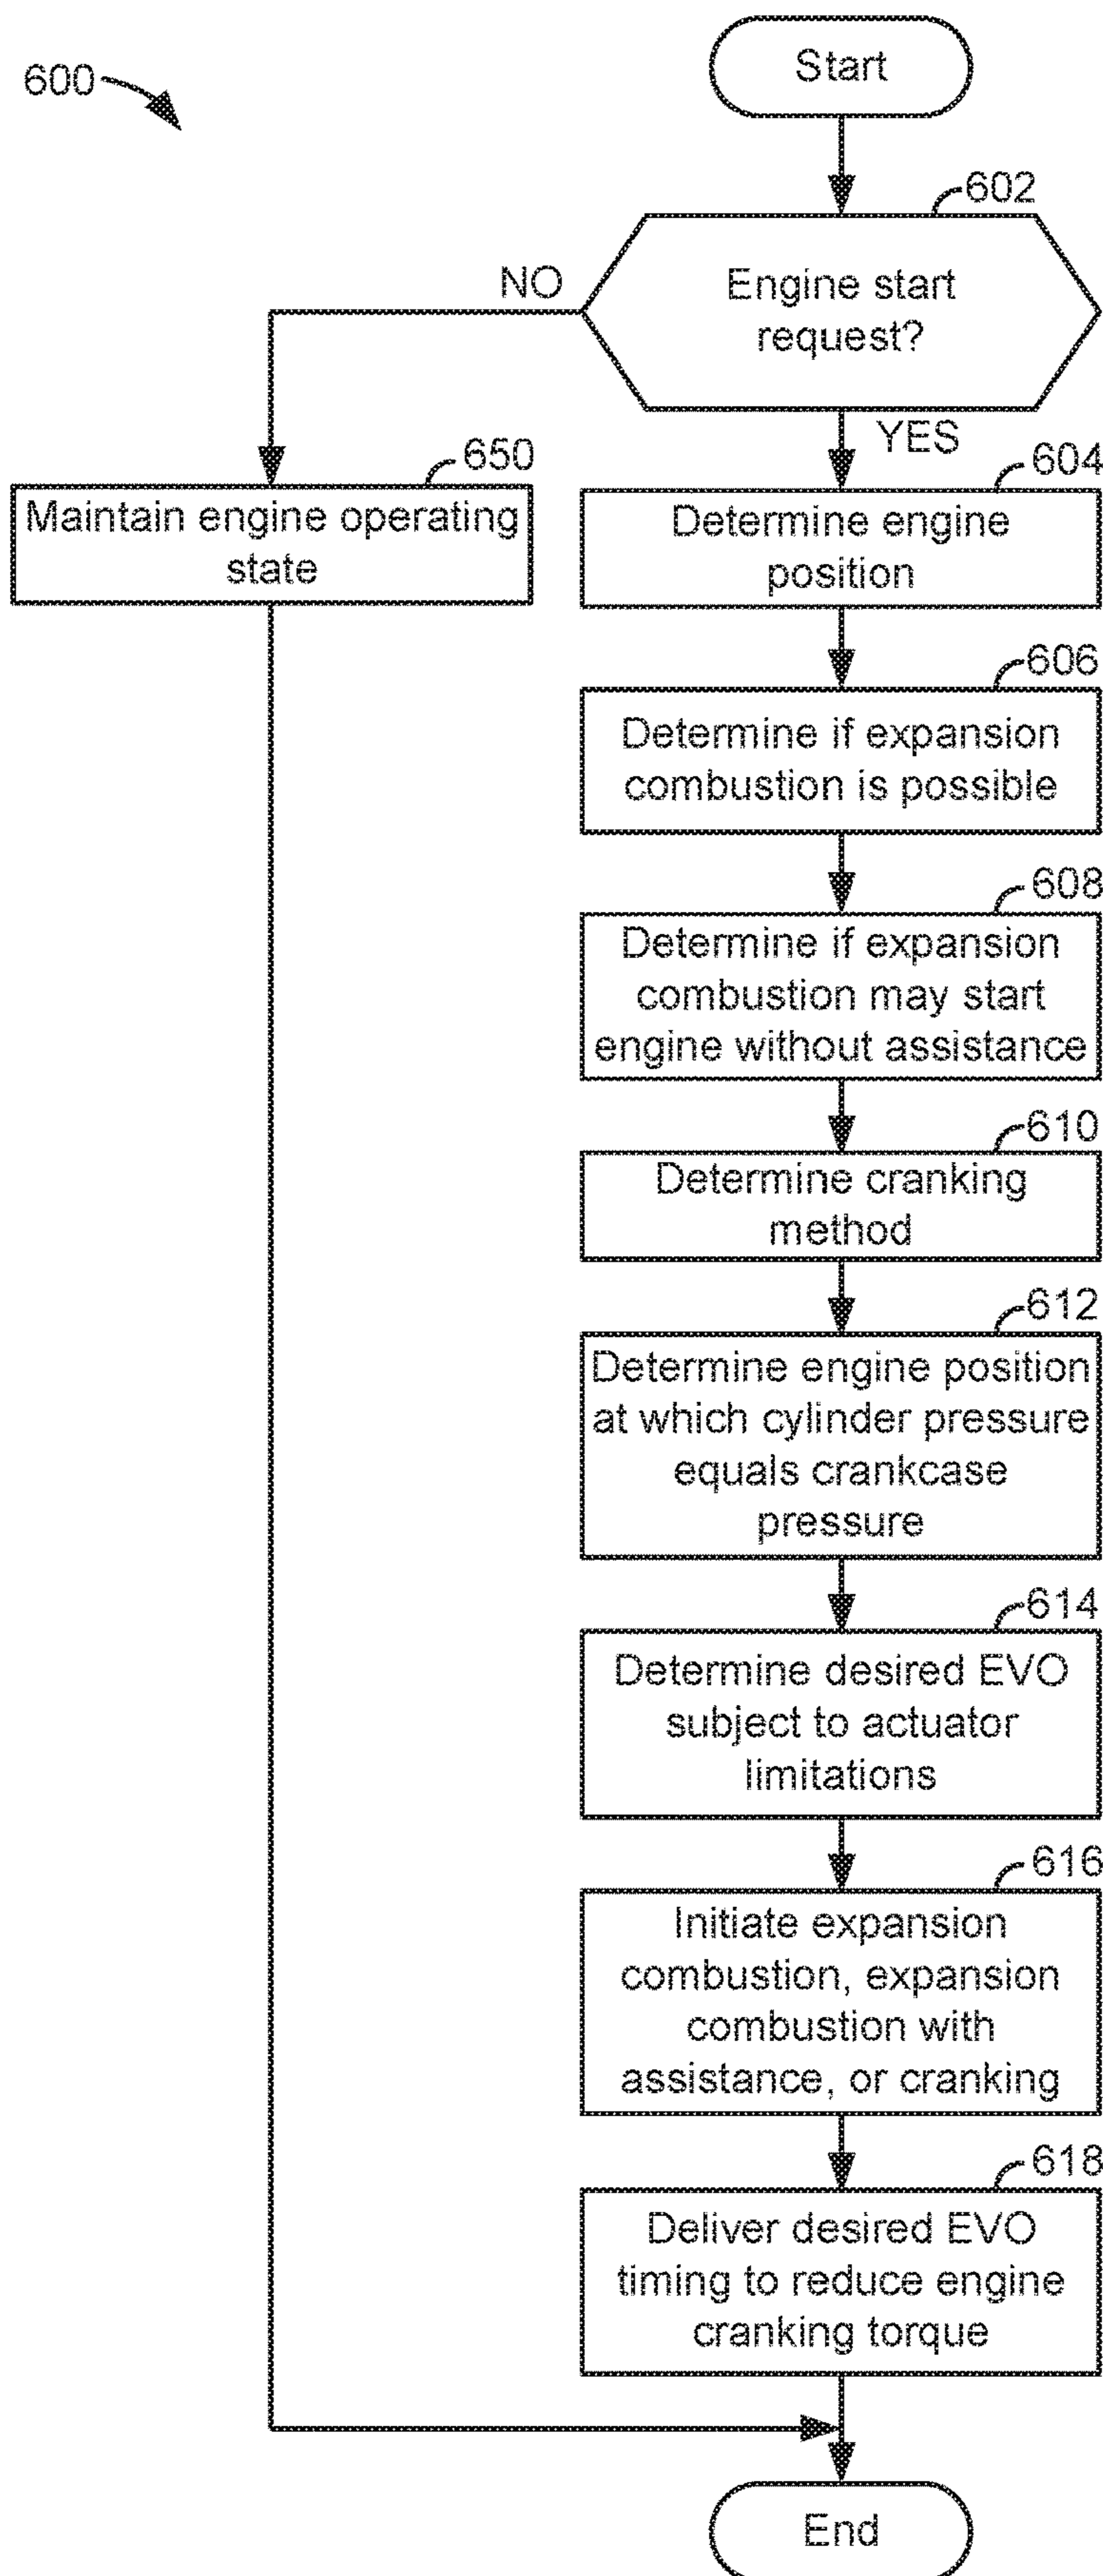 600
Start
602
Engine start
request?
NO
YES
650
Maintain engine operating
state
604
Determine engine
position
606
Determine if expansion
combustion is possible
608
Determine if expansion
combustion may start
engine without assistance
610
Determine cranking
method
612
Determine engine position
at which cylinder pressure
equals crankcase
pressure
614
Determine desired EVO
subject to actuator
limitations
616
Initiate expansion
combustion, expansion
combustion with
assistance, or cranking
618
Deliver desired EVO
timing to reduce engine
cranking torque
End